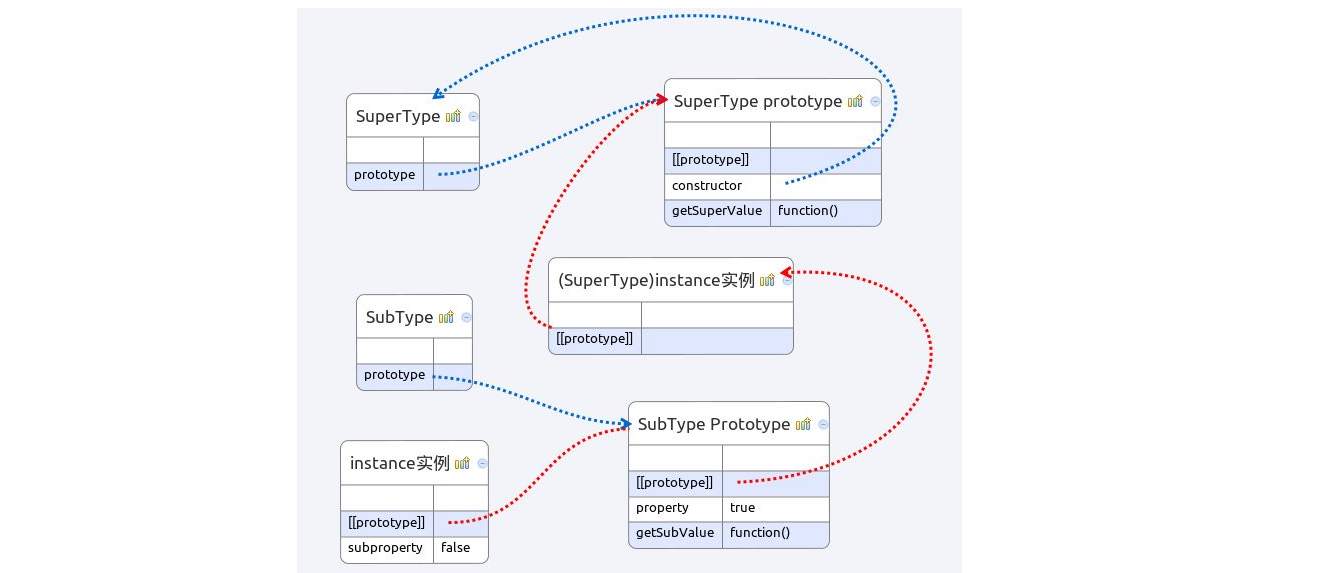 SuperType
prototype
SuperType prototype
[[prototype]]
constructor
getSuperValue function()
(SuperType)instance实例
[[prototype]]
SubType
prototype
SubType Prototype
[[prototype]]
property true
getSubValue function()
instance实例
[[prototype]]
subproperty false